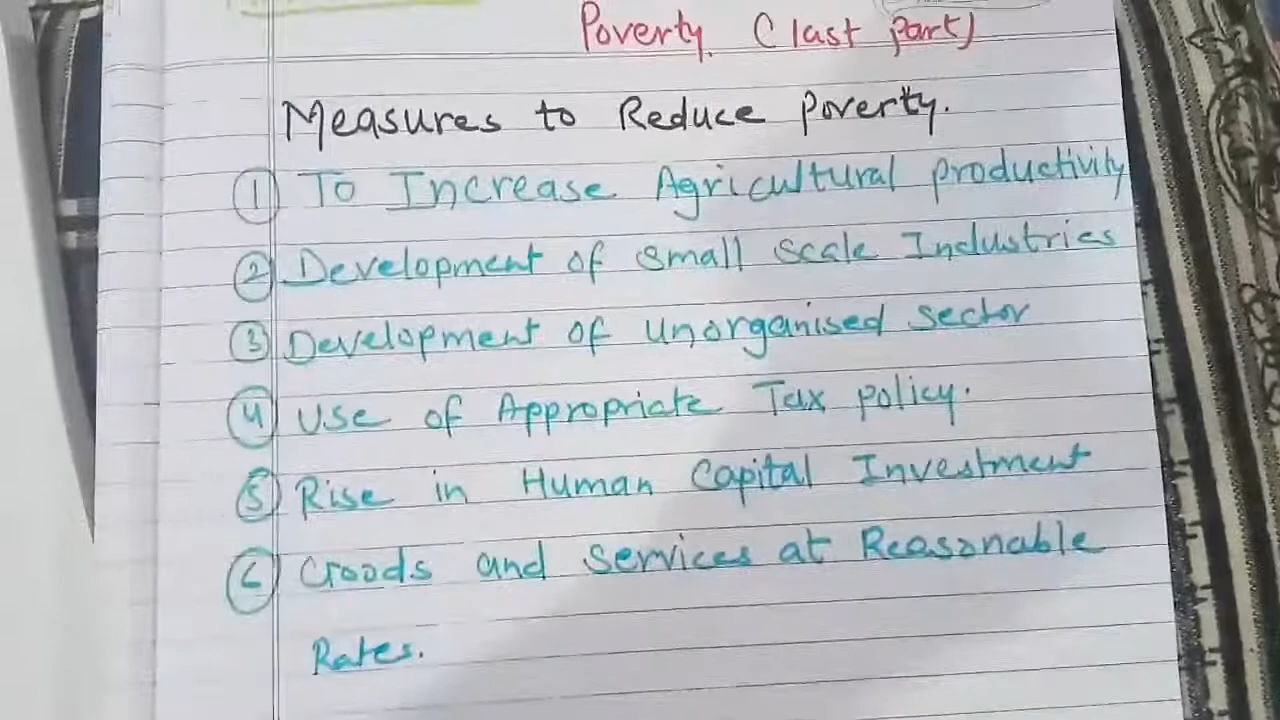 Poverty. (last part)
Measures to Reduce poverty.
① To Increase Agricultural productivity
② Development of small scale Industries
③ Development of unorganised sector
④ Use of Appropriate Tax policy.
⑤ Rise in Human Capital Investment
⑥ Goods and services at Reasonable
Rates.